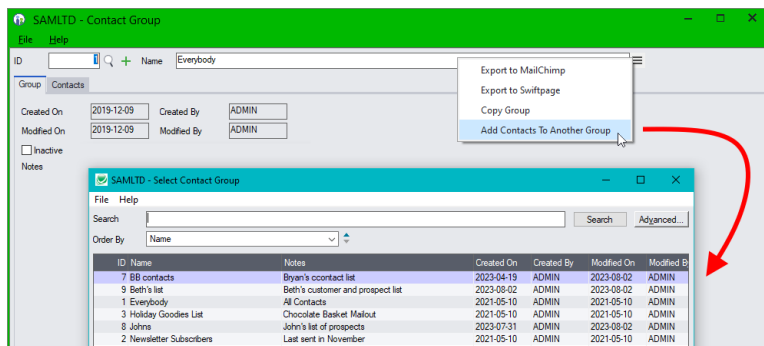 SAMLTD - Contact Group
File Help
ID 1 Name Everybody
Export to MailChimp
Export to Swiftpage
Copy Group
Add Contacts To Another Group
Group Contacts
Created On 2019-12-09 Created By ADMIN
Modified On 2019-12-09 Modified By ADMIN
Inactive
Notes
SAMLTD - Select Contact Group
File Help
Search Search Advanced...
Order By Name
ID Name Notes Created On Created By Modified On Modified B
7 BB contacts Bryan's ccontact list 2023-04-19 ADMIN 2023-08-02 ADMIN
9 Beth's list Beth's customer and prospect list 2023-08-02 ADMIN 2023-08-02 ADMIN
1 Everybody All Contacts 2021-05-10 ADMIN 2021-05-10 ADMIN
3 Holiday Goodies List Chocolate Basket Mailout 2021-05-10 ADMIN 2021-05-10 ADMIN
8 Johns John's list of prospects 2023-07-31 ADMIN 2023-08-02 ADMIN
2 Newsletter Subscribers Last sent in November 2021-05-10 ADMIN 2021-05-10 ADMIN